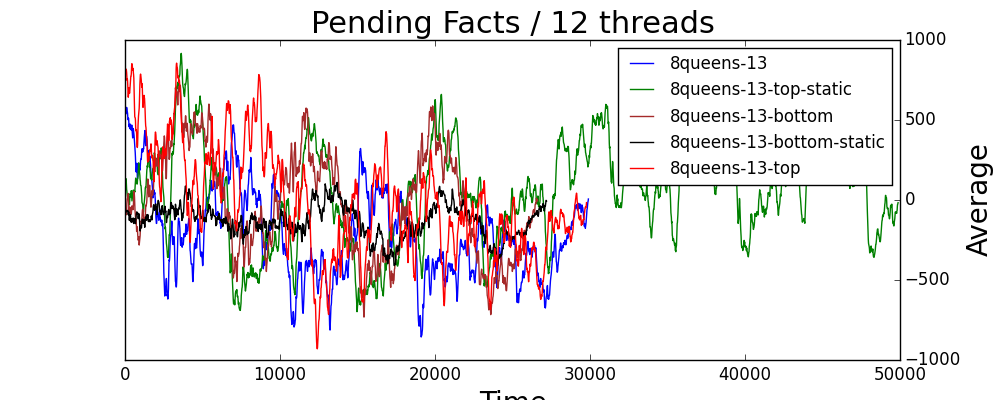 Pending Facts / 12 threads
8queens-13
8queens-13-top-static
8queens-13-bottom
8queens-13-bottom-static
8queens-13-top
1000
500
0
−500
−1000
Average
0 10000 20000 30000 40000 50000
Time